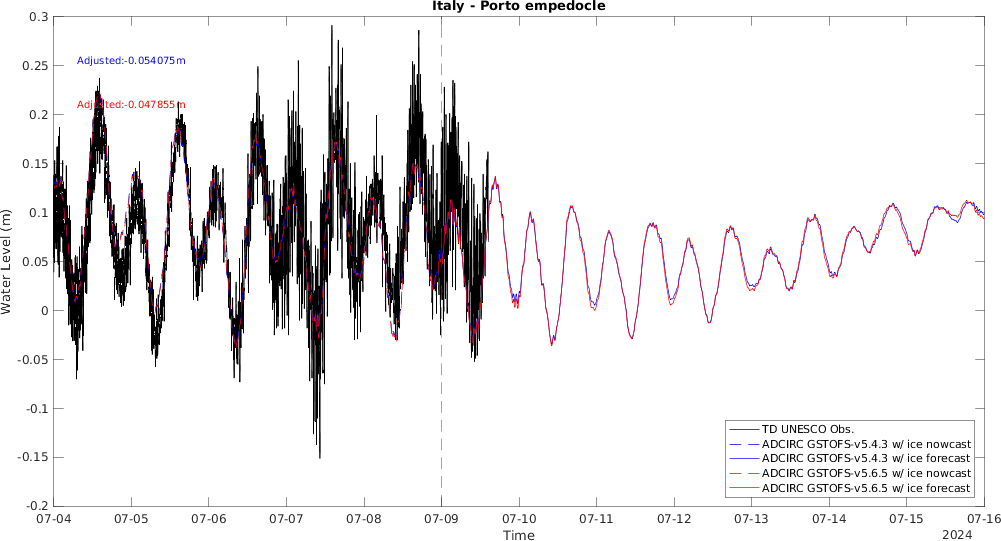 Italy - Porto empedocle
Adjusted:-0.054075m
Adjusted:-0.047855m
Water Level (m)
0.3
0.25
0.2
0.15
0.1
0.05
0
-0.05
-0.1
-0.15
-0.2
TD UNESCO Obs.
ADCIRC GSTOFS-v5.4.3 w/ ice nowcast
ADCIRC GSTOFS-v5.4.3 w/ ice forecast
ADCIRC GSTOFS-v5.6.5 w/ ice nowcast
ADCIRC GSTOFS-v5.6.5 w/ ice forecast
07-04 07-05 07-06 07-07 07-08 07-09 07-10 07-11 07-12 07-13 07-14 07-15 07-16
Time
2024